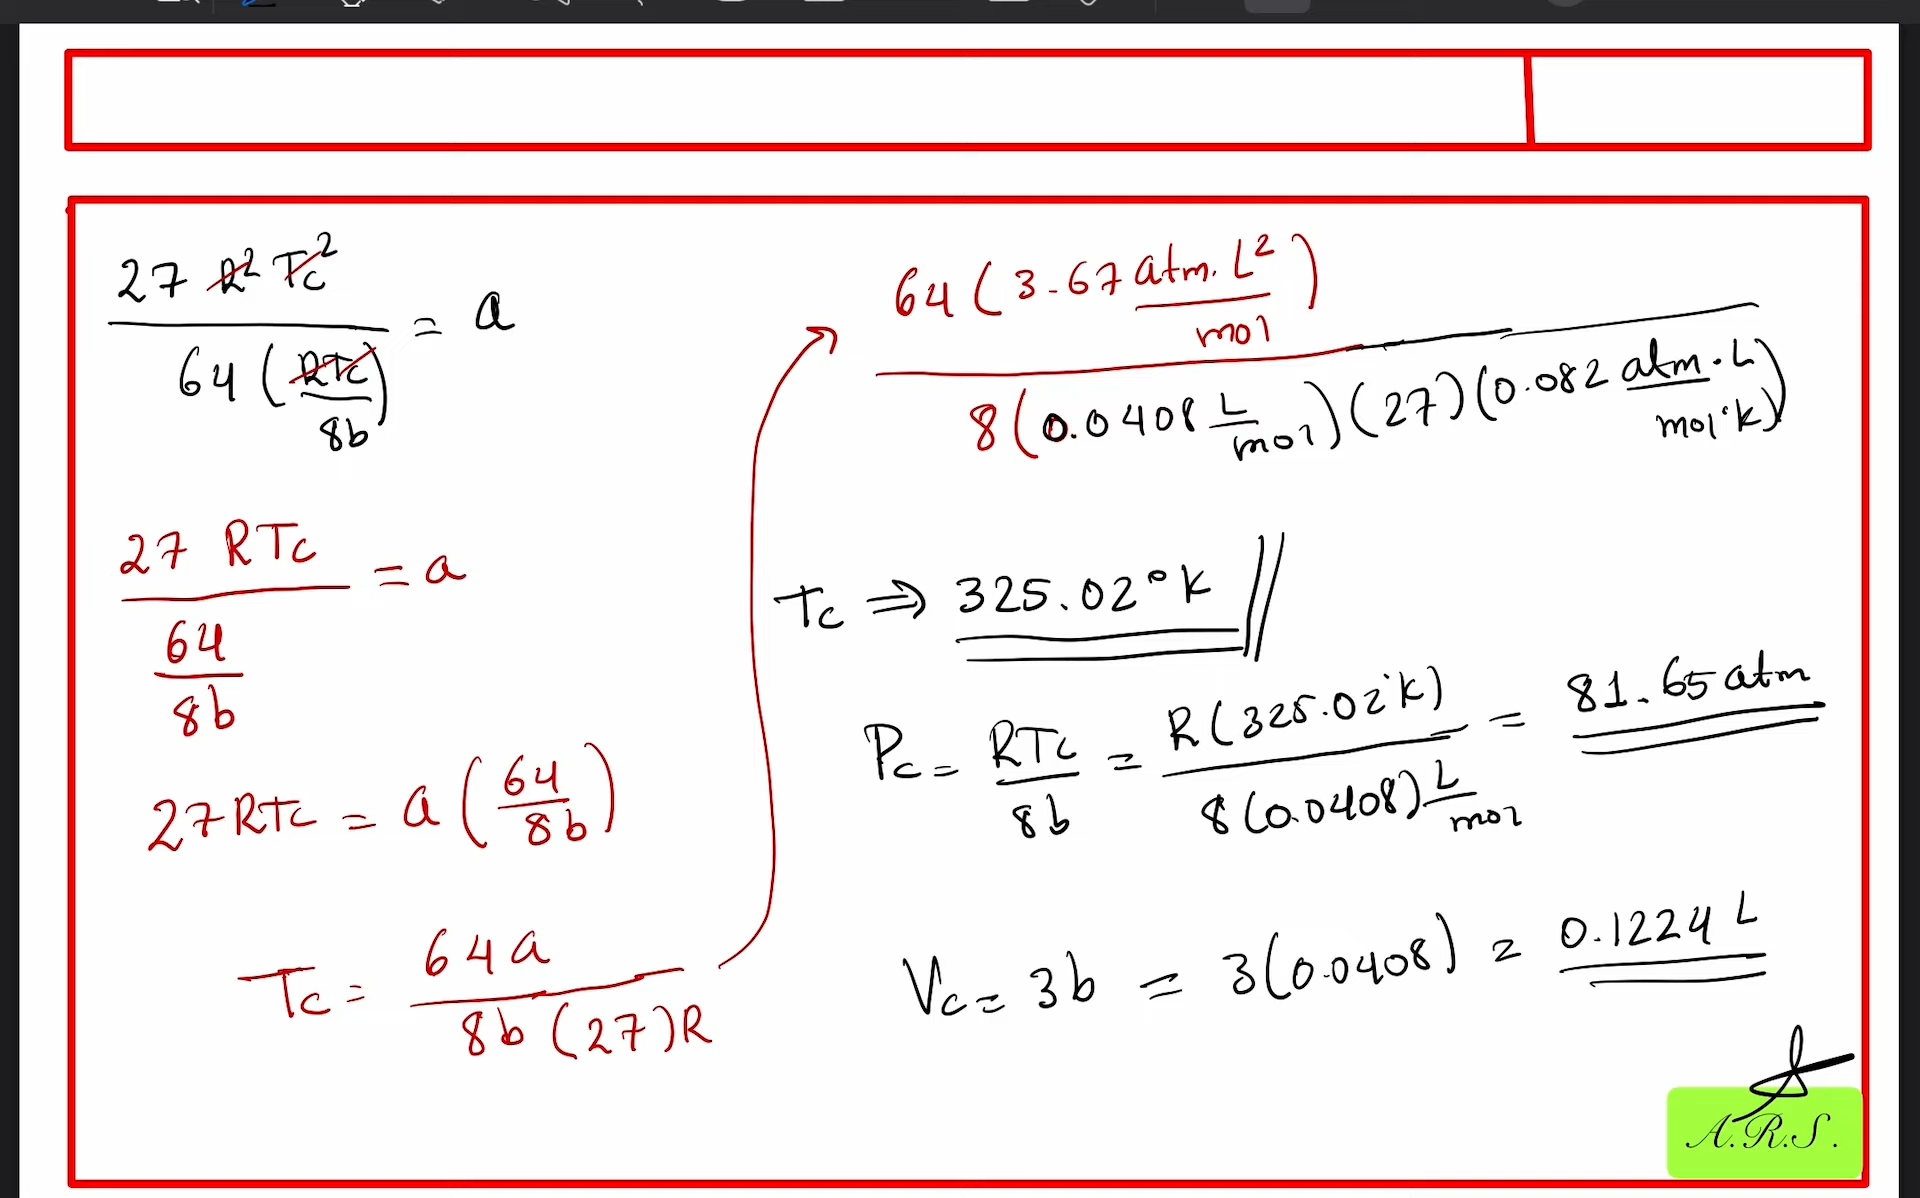 27 R² Tc² / 64 (RTc / 8b) = a
27 RTc / (64 / 8b) = a
27RTc = a (64 / 8b)
Tc = 64a / 8b (27)R
64 (3.67 atm. L² / mol) / 8(0.0408 L / mol)(27)(0.082 atm.L / mol°k)
Tc ⇒ 325.02°k
Pc = RTc / 8b = R(325.02°k) / 8(0.0408) L / mol = 81.65 atm
Vc = 3b = 3(0.0408) = 0.1224 L
A.R.S.